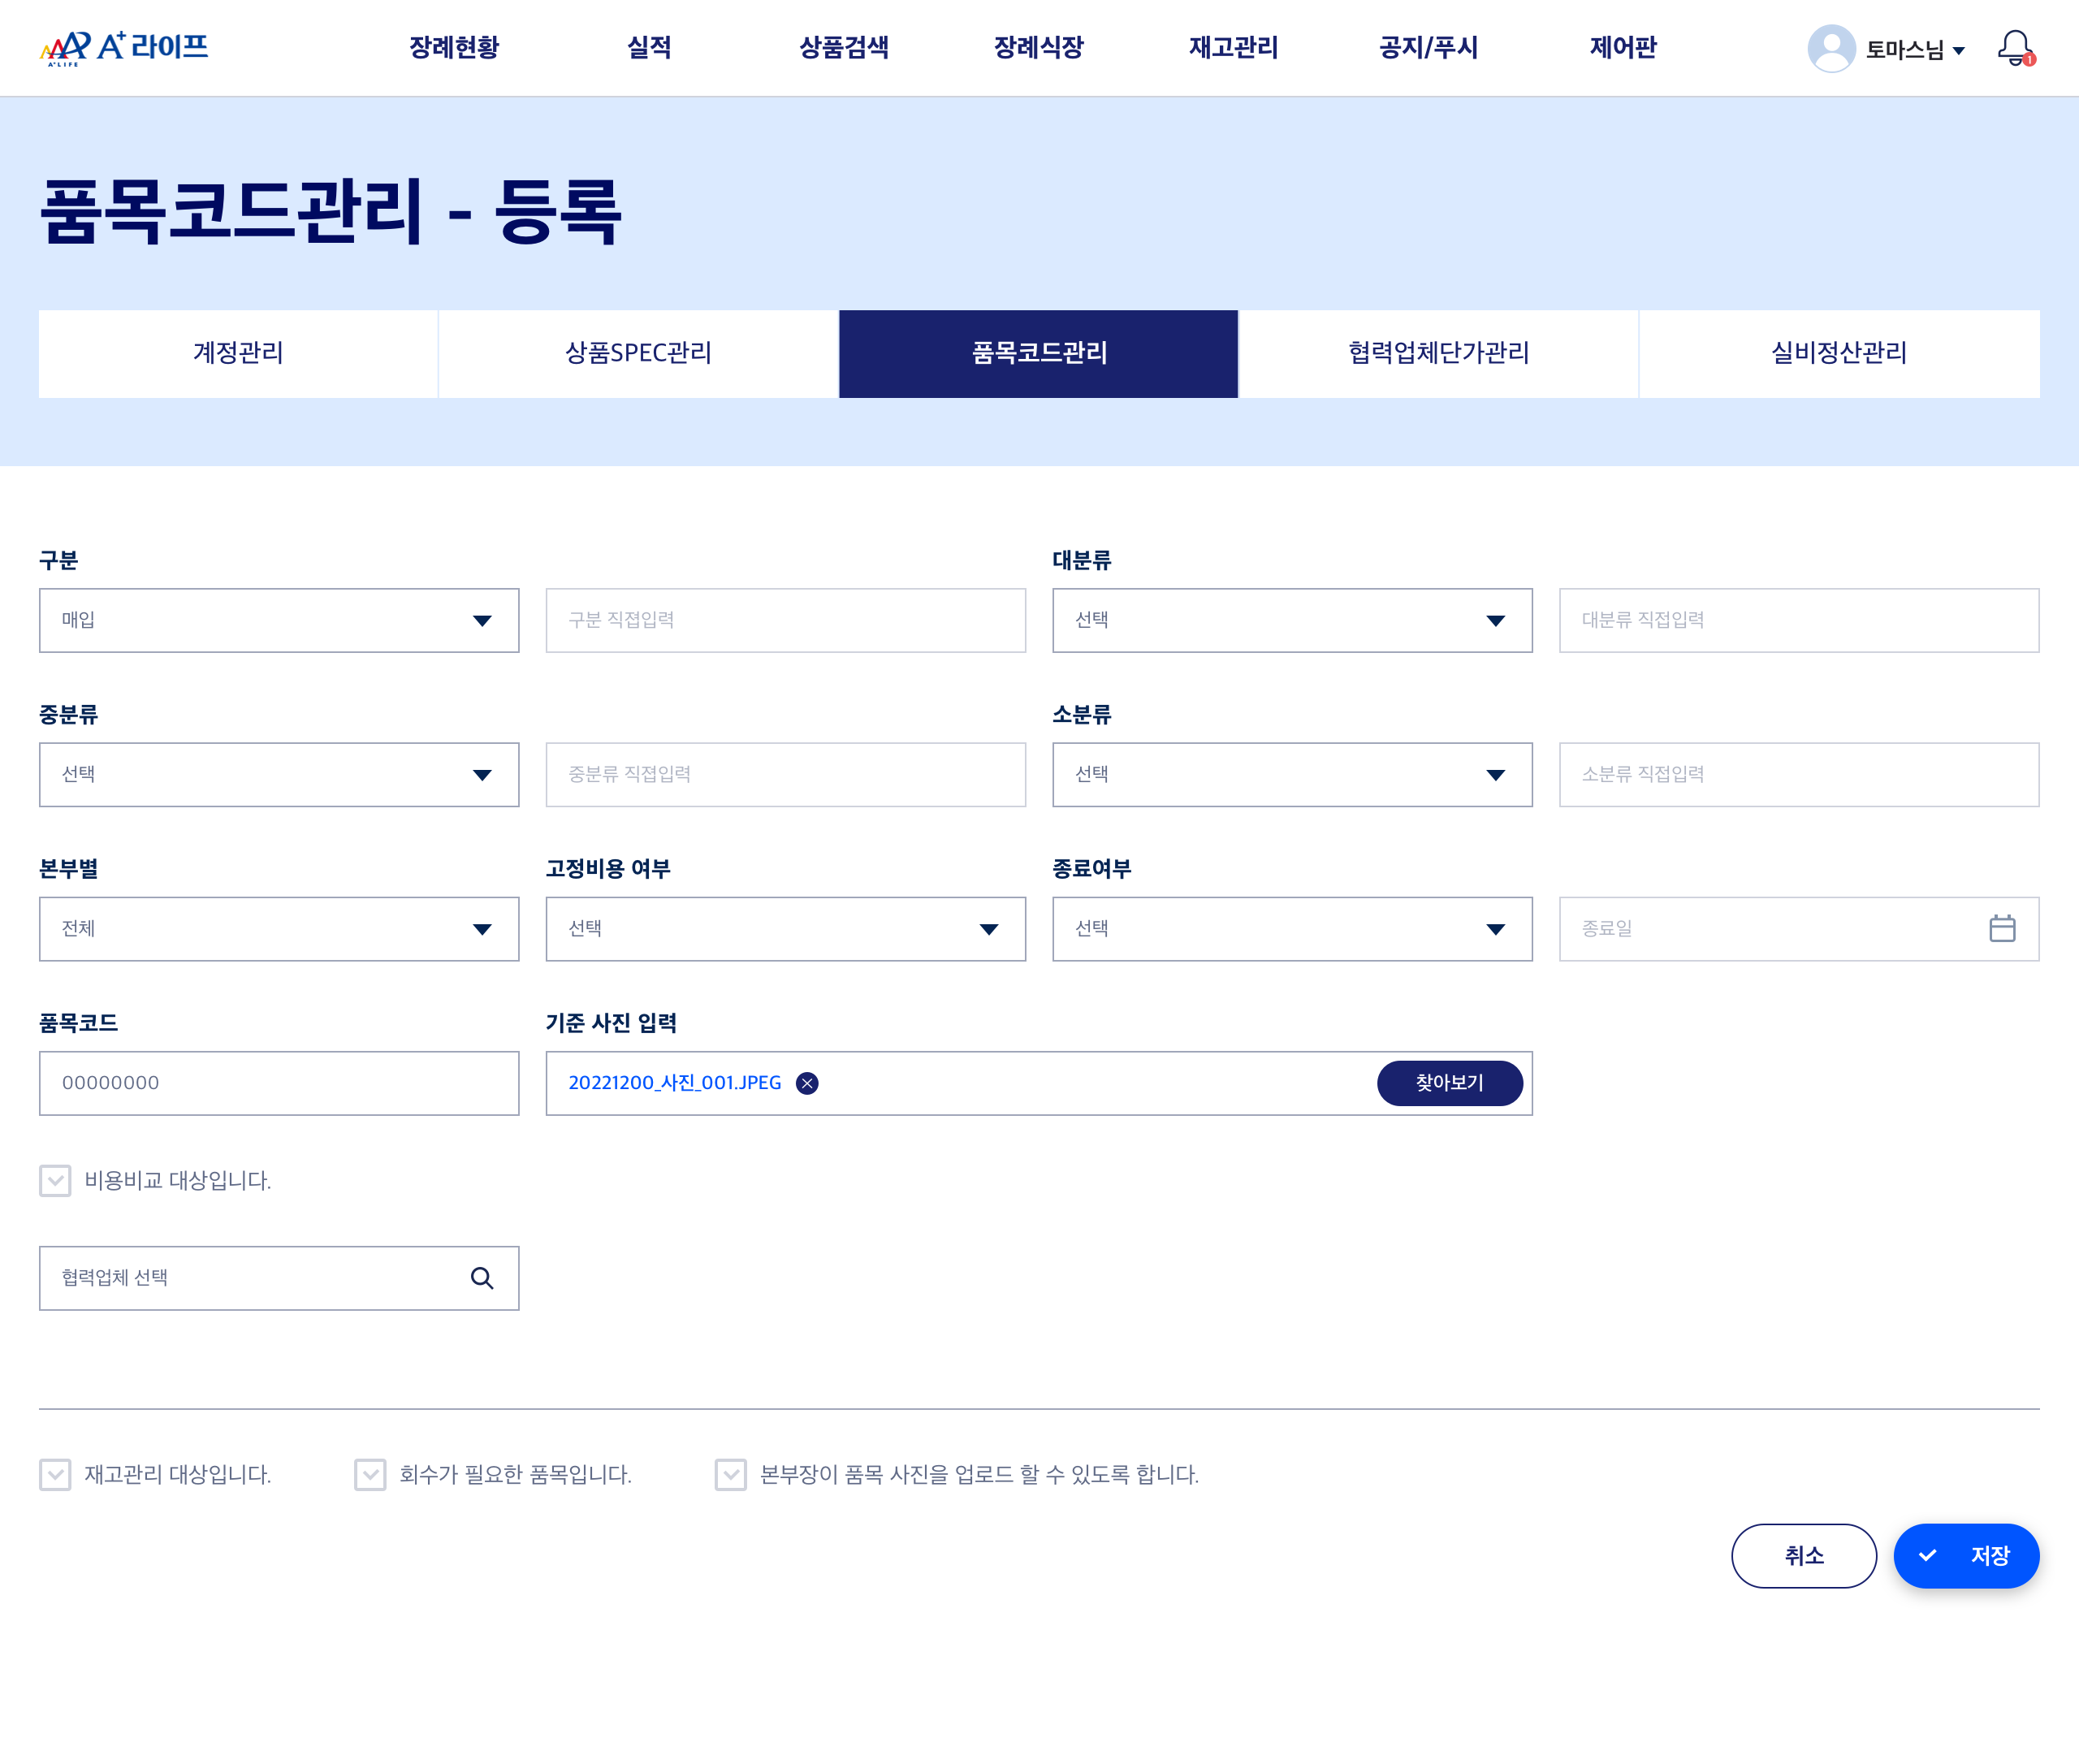 A+LIFE A+ 라이프 장례현황 실적 상품검색 장례식장 재고관리 공지/푸시 제어판 토마스님 1
품목코드관리 - 등록
계정관리 상품SPEC관리 품목코드관리 협력업체단가관리 실비정산관리
구분 대분류
매입 구분 직졉입력 선택 대분류 직접입력
중분류 소분류
선택 중분류 직졉입력 선택 소분류 직접입력
본부별 고정비용 여부 종료여부
전체 선택 선택 종료일
품목코드 기준 사진 입력
00000000 20221200_사진_001.JPEG 찾아보기
비용비교 대상입니다.
협력업체 선택
재고관리 대상입니다. 회수가 필요한 품목입니다. 본부장이 품목 사진을 업로드 할 수 있도록 합니다.
취소 저장